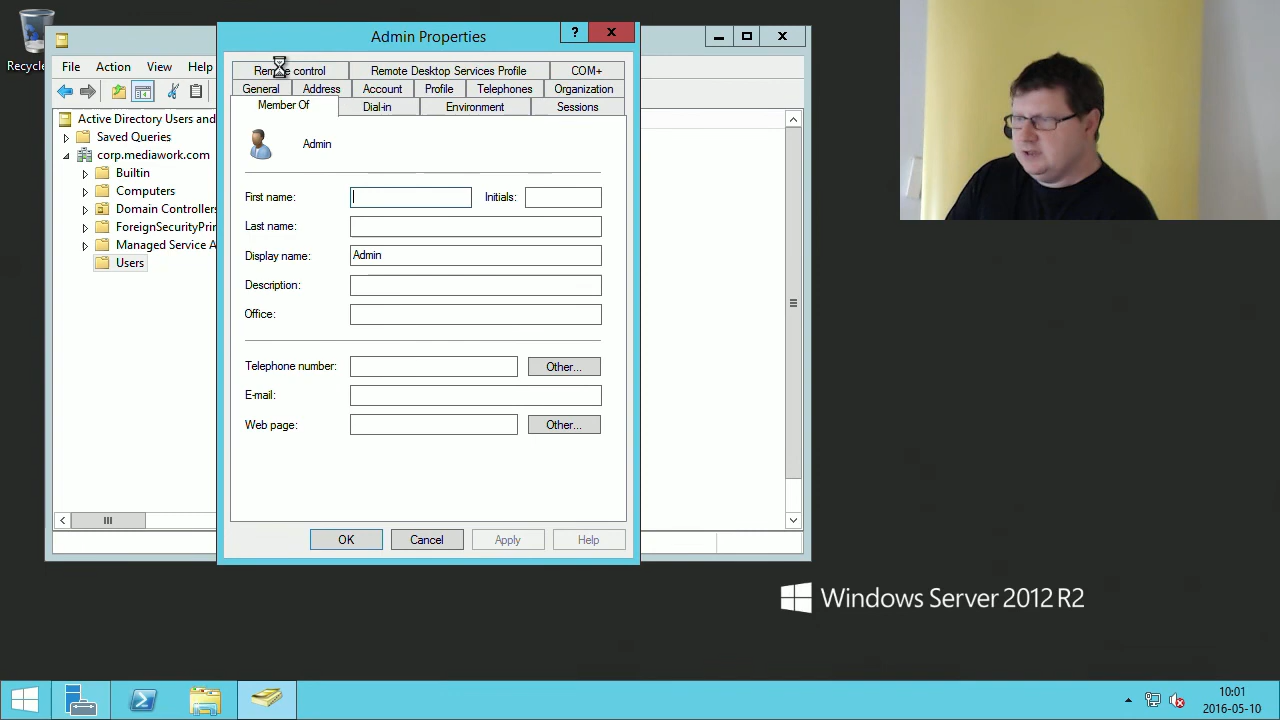 Recycle
Admin Properties
?
File Action View Help
Remote control Remote Desktop Services Profile COM+
General Address Account Profile Telephones Organization
Member Of Dial-in Environment Sessions
Active Directory Users and
Saved Queries
corp.mediawork.com
Builtin
Computers
Domain Controllers
ForeignSecurityPrin
Managed Service A
Users
Admin
First name:
Initials:
Last name:
Display name: Admin
Description:
Office:
Telephone number: Other...
E-mail:
Web page: Other...
OK Cancel Apply Help
Windows Server 2012 R2
10:01
2016-05-10